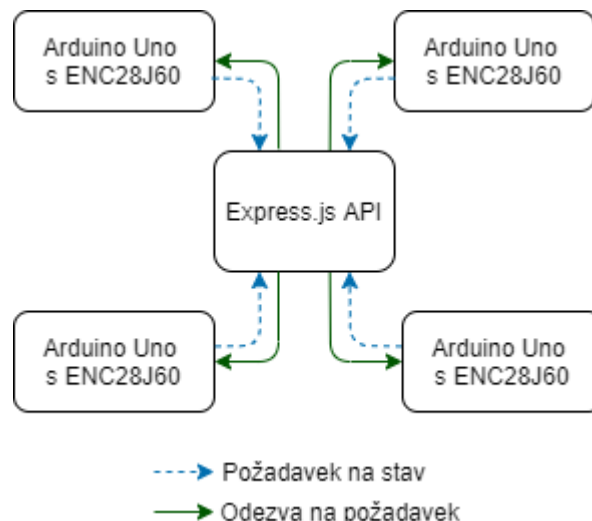 Arduino Uno
s ENC28J60
Arduino Uno
s ENC28J60
Express.js API
Arduino Uno
s ENC28J60
Arduino Uno
s ENC28J60
Požadavek na stav
Odezva na požadavek